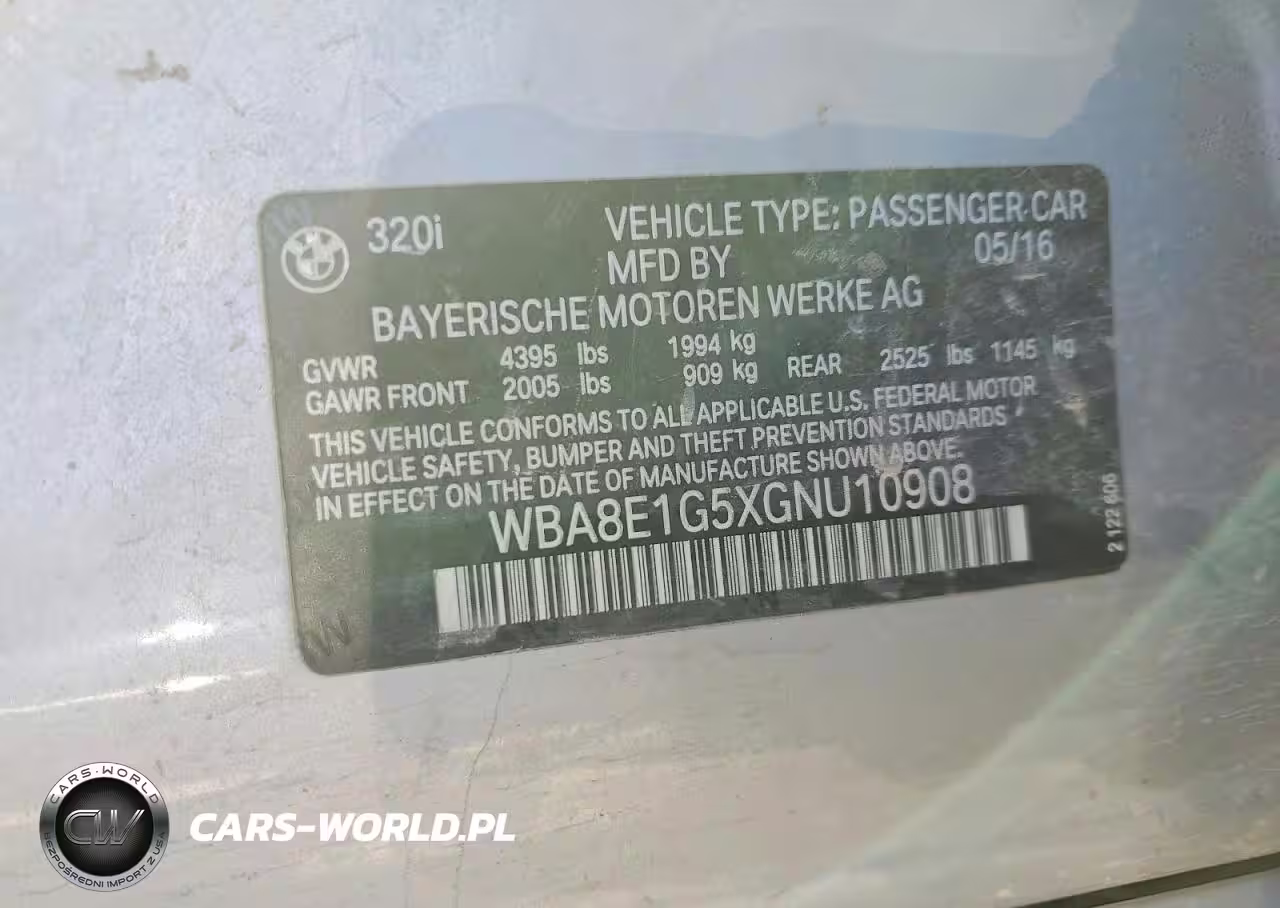 320i
VEHICLE TYPE: PASSENGER CAR
MFD BY 05/16
BAYERISCHE MOTOREN WERKE AG
GVWR 4395 lbs 1994 kg
GAWR FRONT 2005 lbs 909 kg REAR 2525 lbs 1145 kg
THIS VEHICLE CONFORMS TO ALL APPLICABLE U.S. FEDERAL MOTOR
VEHICLE SAFETY, BUMPER AND THEFT PREVENTION STANDARDS
IN EFFECT ON THE DATE OF MANUFACTURE SHOWN ABOVE.
WBA8E1G5XGNU10908
2 122 606
CARS-WORLD
CW
BEZPOŚREDNI IMPORT Z USA
CARS-WORLD.PL